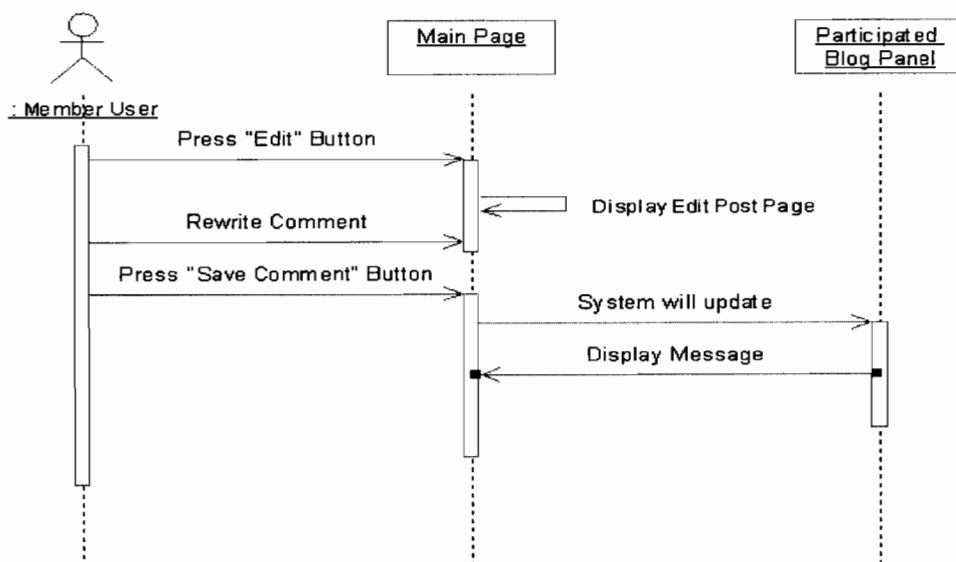 Main Page
Participated
Blog Panel
: Member User
Press "Edit" Button
Display Edit Post Page
Rewrite Comment
Press "Save Comment" Button
System will update
Display Message